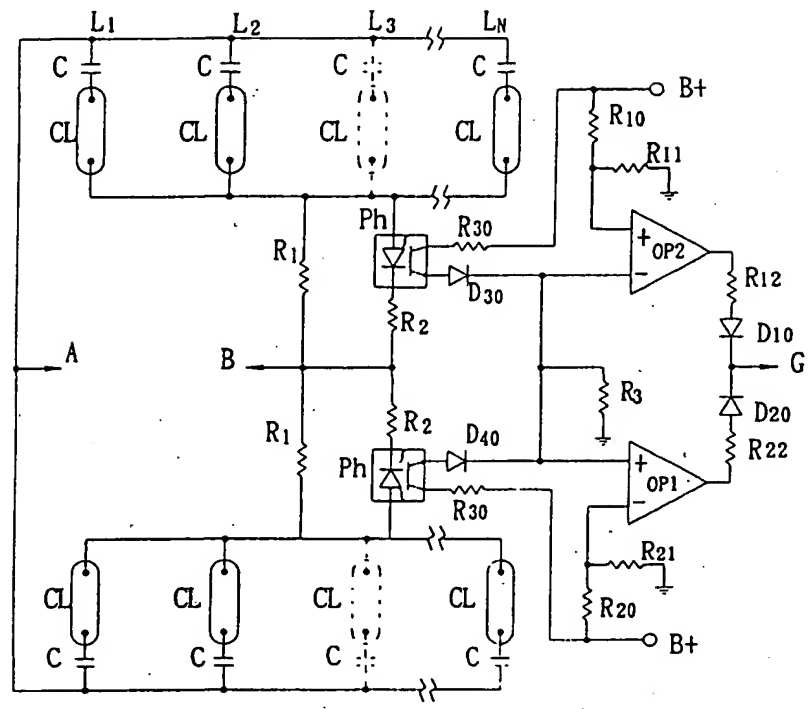 L1 L2 L3 LN
C C C C
CL CL CL CL
B+
R10
R11
Ph
R30
+
OP2
-
R1
D30
R12
R2
D10
A
B
G
R3
D20
R1
R2
D40
R22
Ph
+
OP1
-
R30
R21
CL CL CL CL
R20
C C C C
B+